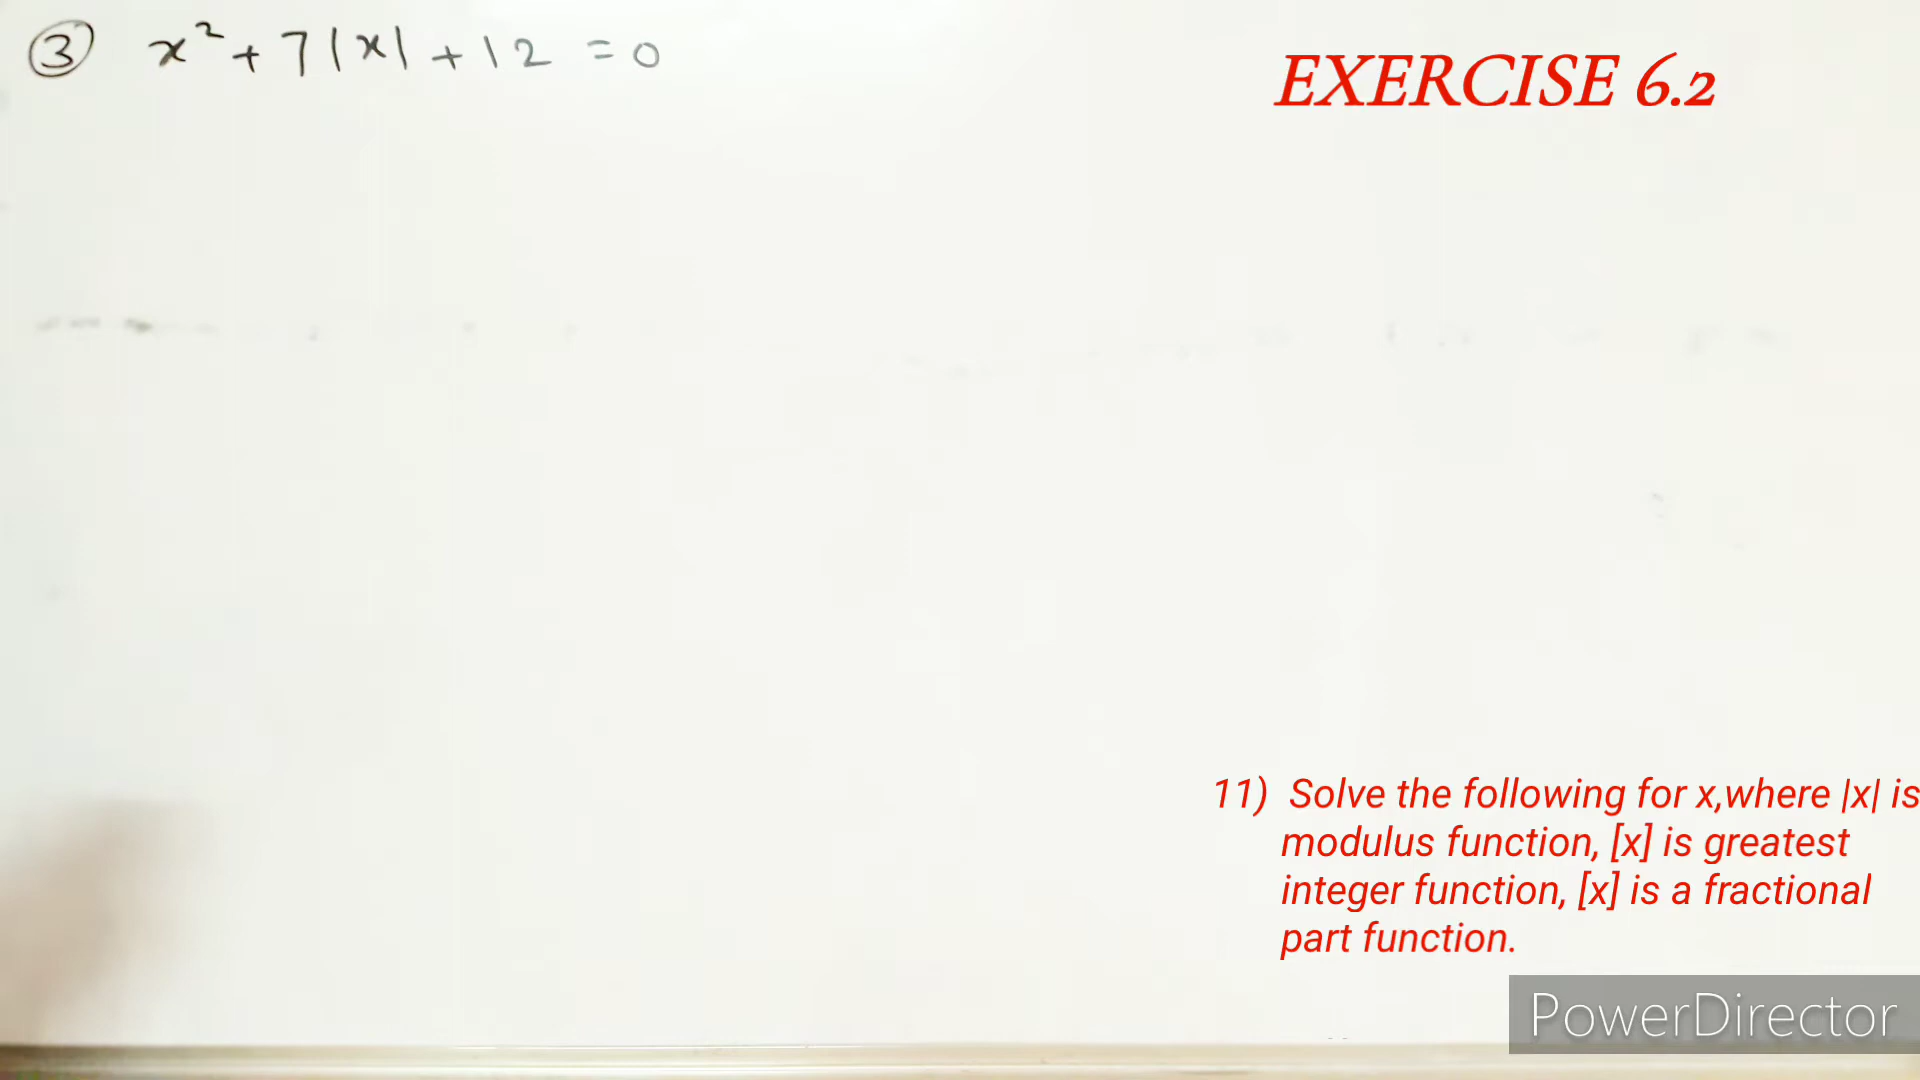 ③ x² + 7|x| + 12 = 0
EXERCISE 6.2
11) Solve the following for x,where |x| is
modulus function, [x] is greatest
integer function, [x] is a fractional
part function.
PowerDirector